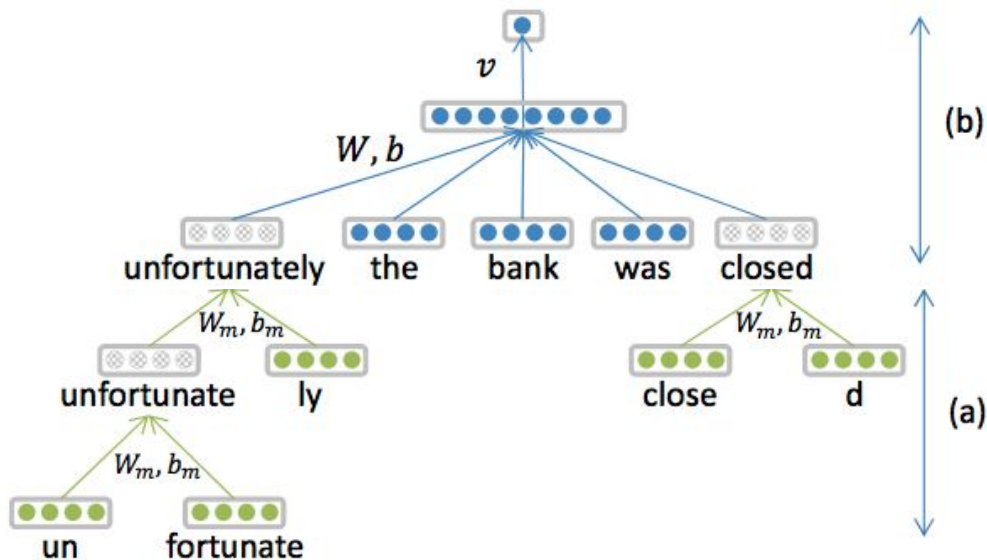 v
(b)
W, b
unfortunately the bank was closed
W_m, b_m W_m, b_m
unfortunate ly close d
(a)
W_m, b_m
un fortunate